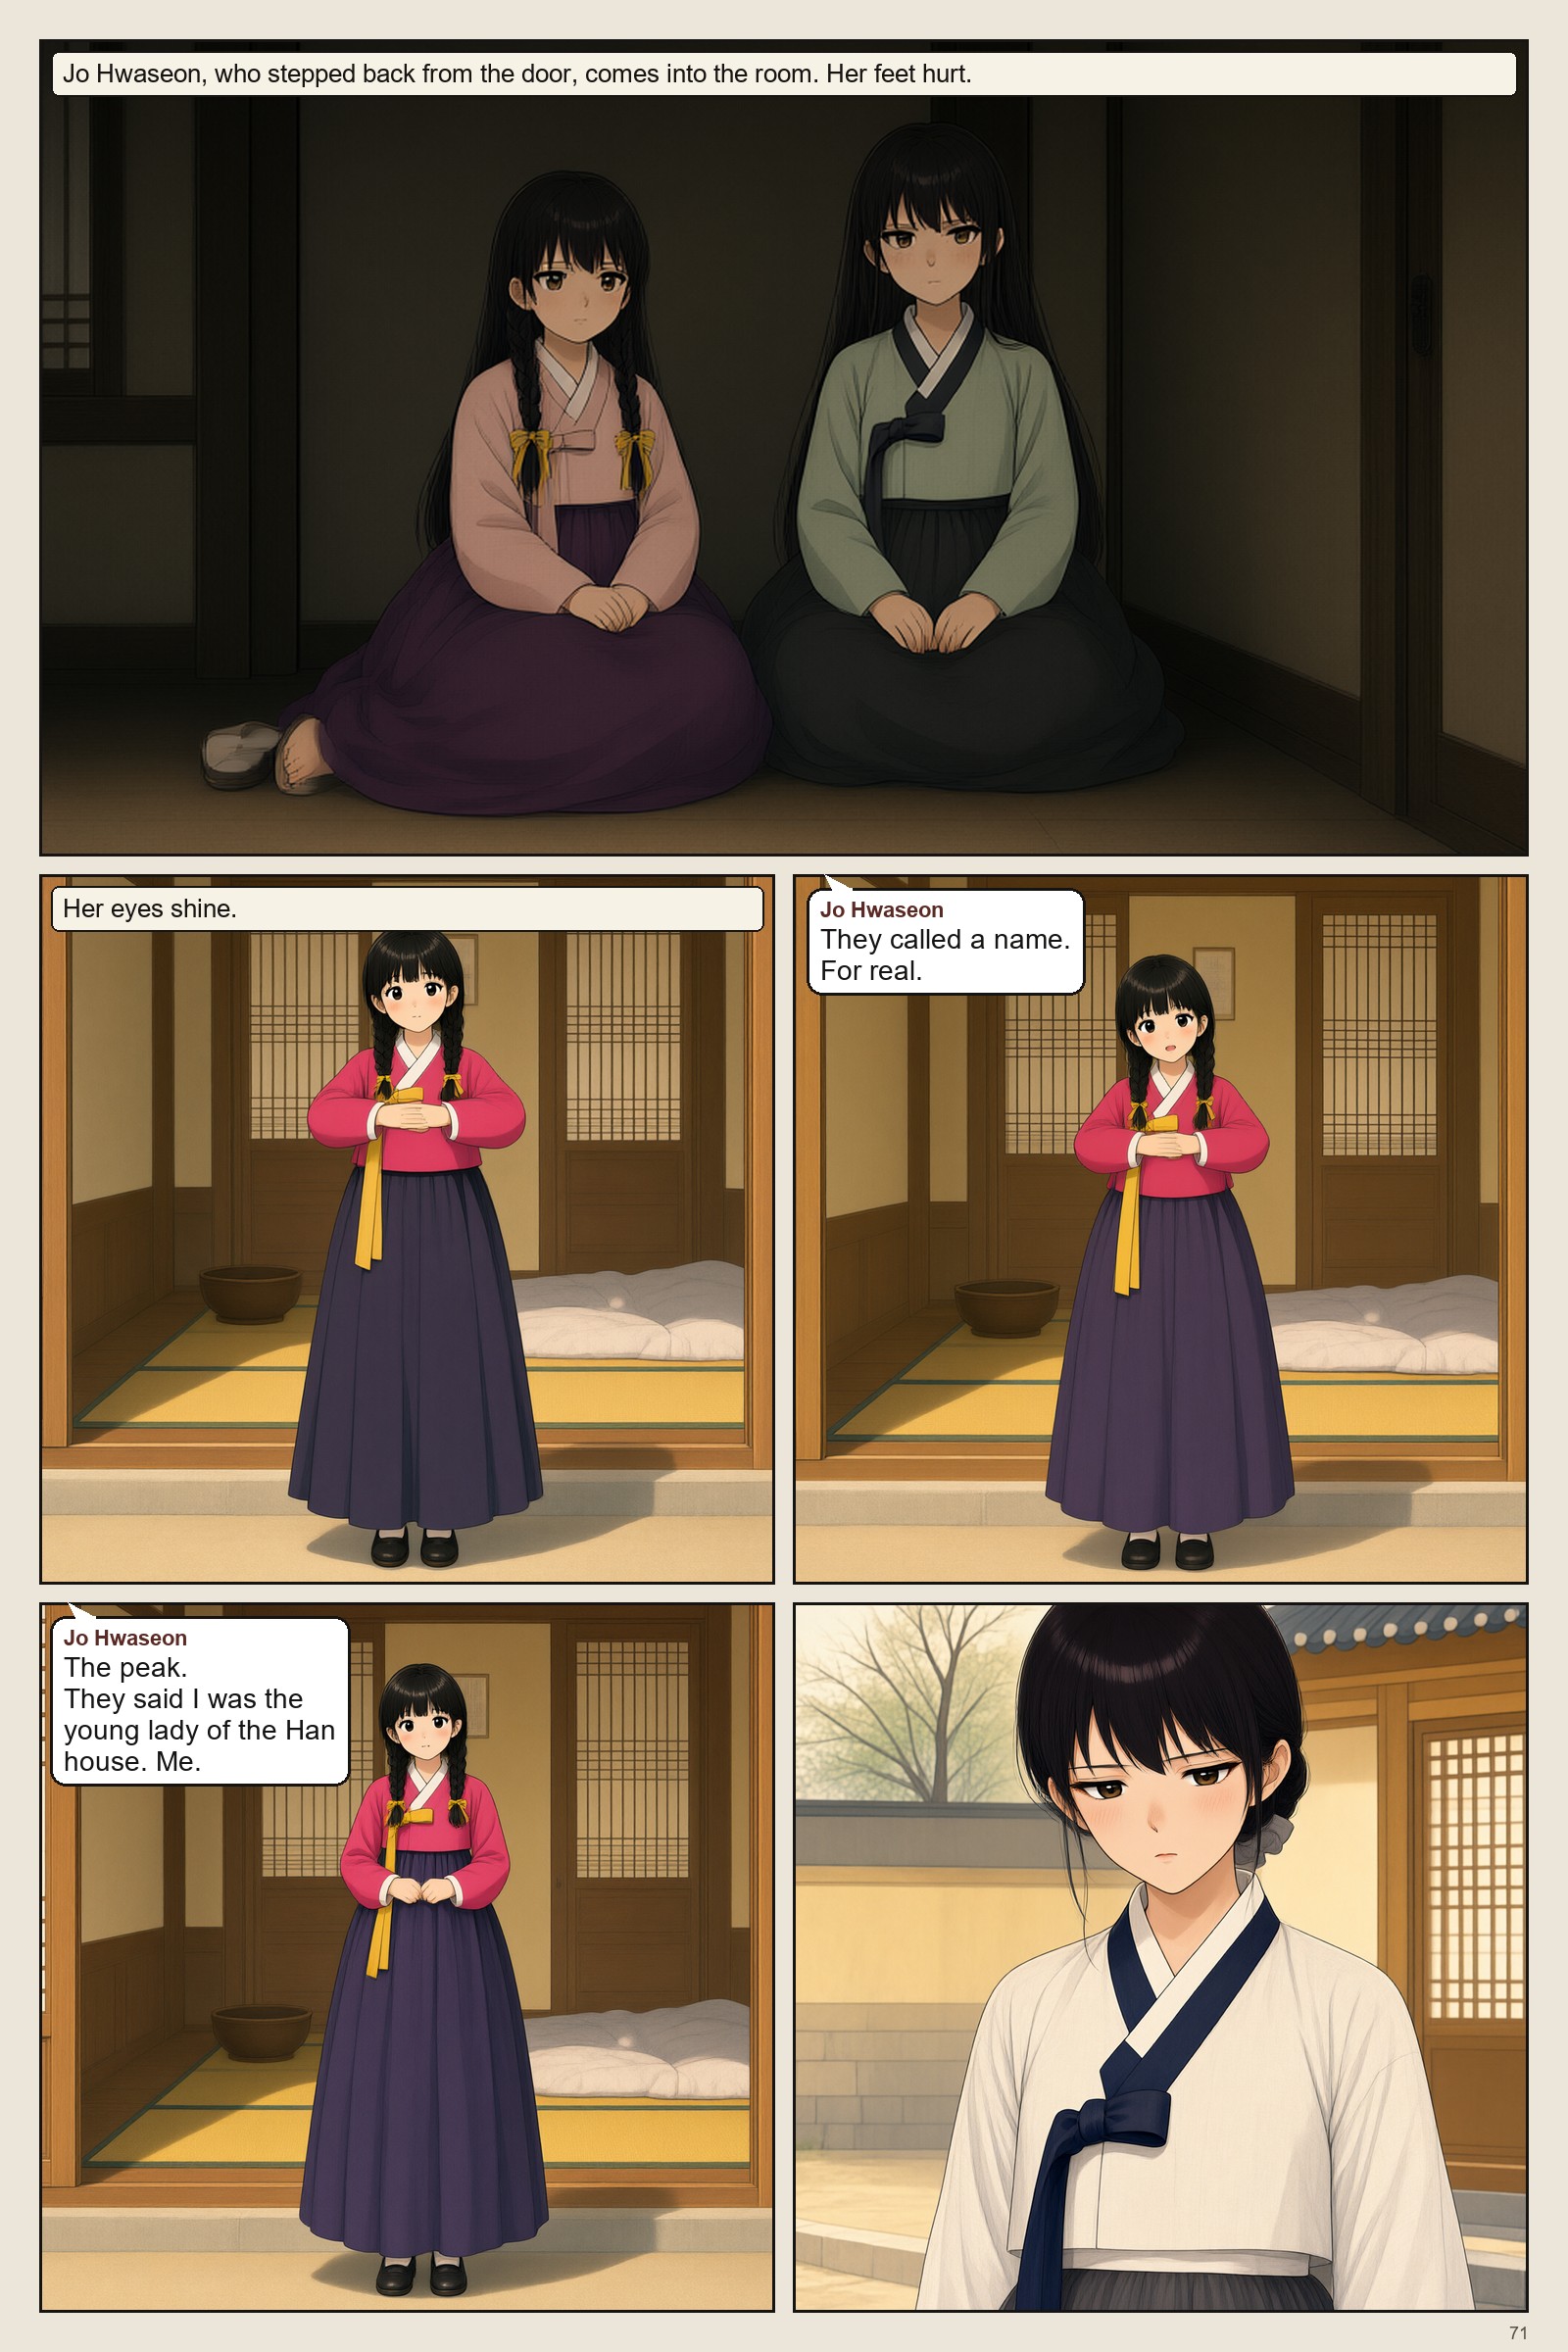 Jo Hwaseon, who stepped back from the door, comes into the room. Her feet hurt.
Her eyes shine.
Jo Hwaseon
They called a name.
For real.
Jo Hwaseon
The peak.
They said I was the
young lady of the Han
house. Me.
71